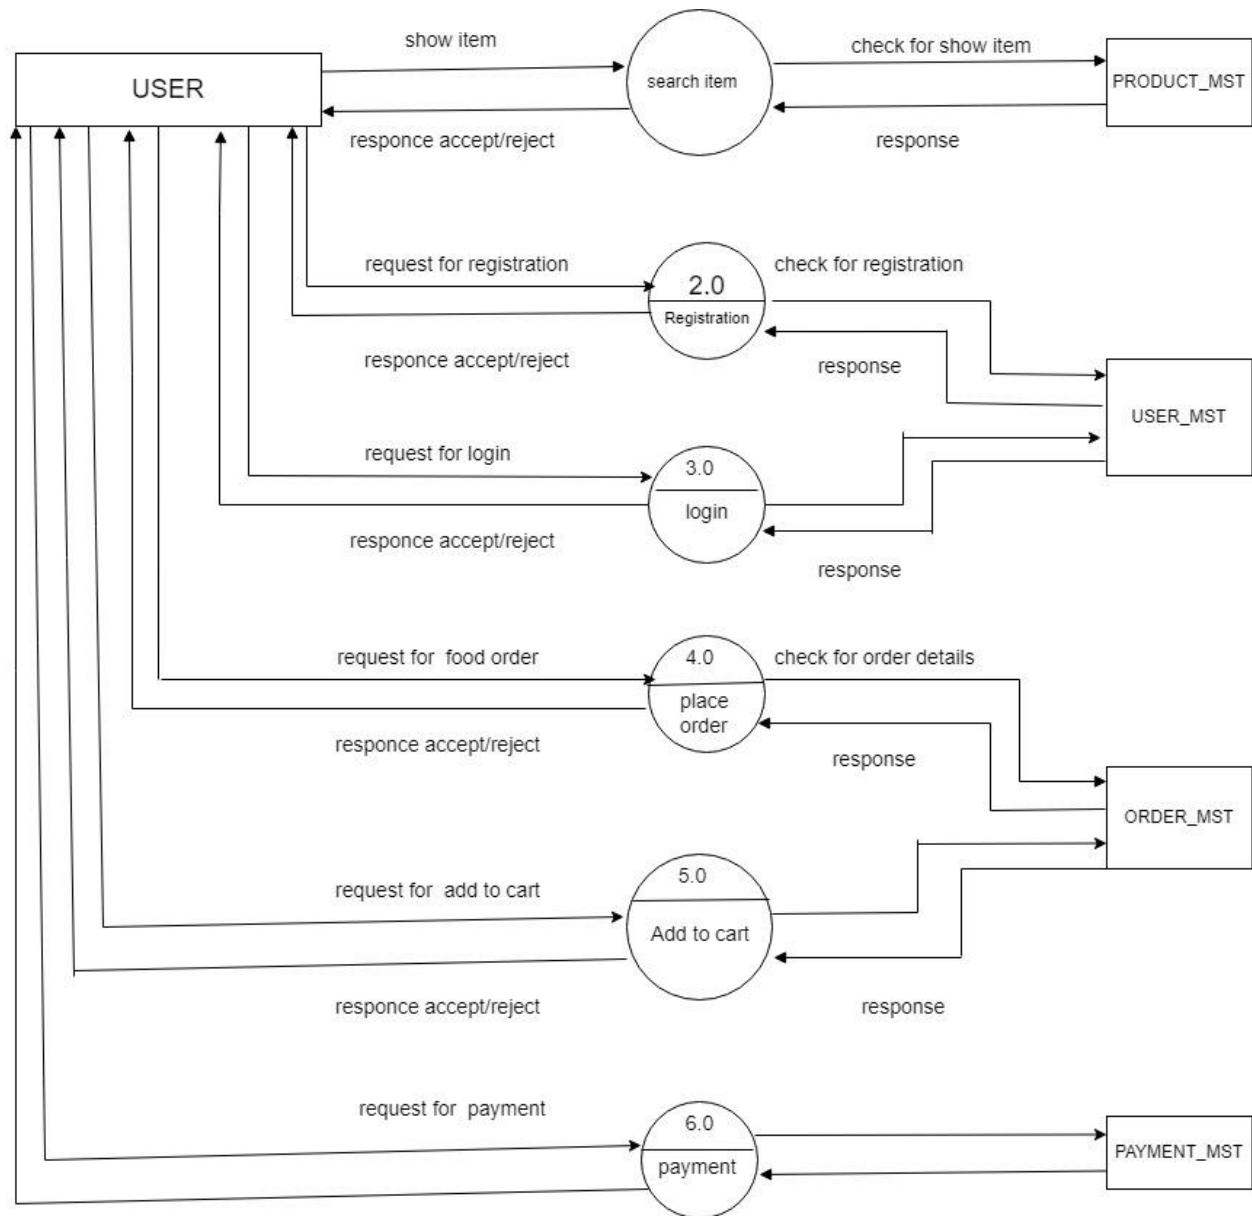 show item
check for show item
USER
search item
PRODUCT_MST
responce accept/reject
response
request for registration
check for registration
2.0
Registration
responce accept/reject
response
USER_MST
request for login
3.0
login
responce accept/reject
response
request for  food order
check for order details
4.0
place
order
responce accept/reject
response
ORDER_MST
request for  add to cart
5.0
Add to cart
responce accept/reject
response
request for  payment
6.0
payment
PAYMENT_MST